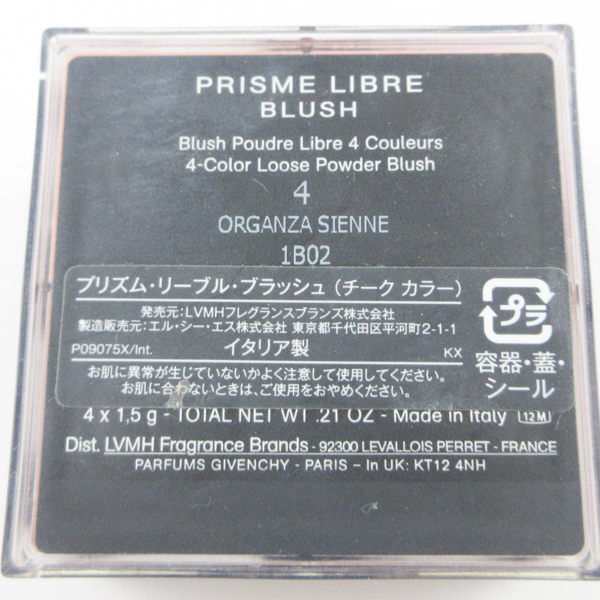 PRISME LIBRE
BLUSH
Blush Poudre Libre 4 Couleurs
4-Color Loose Powder Blush
4
ORGANZA SIENNE
1B02
プリズム・リーブル・ブラッシュ（チーク カラー）
発売元：LVMHフレグランスブランズ株式会社
製造販売元：エル・シー・エス株式会社 東京都千代田区平河町2-1-1
P09075X/Int. イタリア製 KX
お肌に異常が生じていないかよく注意して使用してください。
お肌に合わないときは、ご使用をおやめください。
プラ
容器・蓋・
シール
4 x 1,5 g - TOTAL NET WT .21 OZ - Made in Italy 12M
Dist. LVMH Fragrance Brands - 92300 LEVALLOIS PERRET - FRANCE
PARFUMS GIVENCHY - PARIS - In UK: KT12 4NH